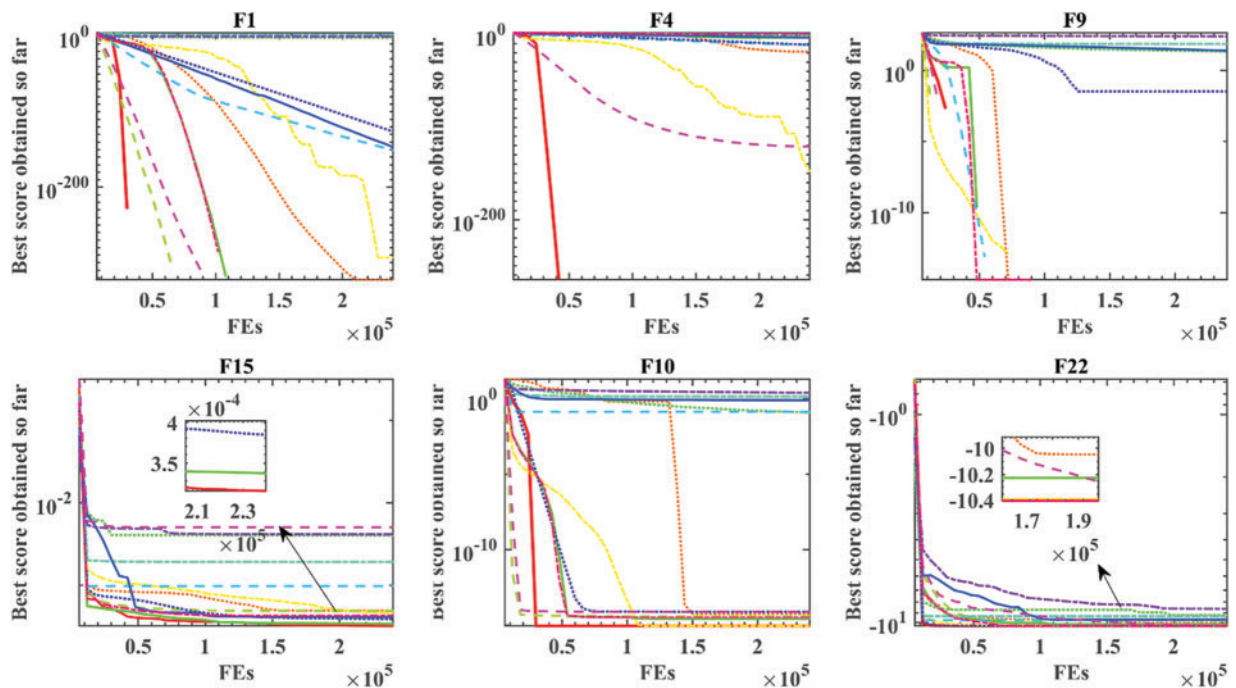 F1
Best score obtained so far
10^0
10^-200
0.5 1 1.5 2
×10^5
FEs
F4
Best score obtained so far
10^0
10^-200
0.5 1 1.5 2
×10^5
FEs
F9
Best score obtained so far
10^0
10^-10
0.5 1 1.5 2
×10^5
FEs
F15
Best score obtained so far
10^-2
×10^-4
4
3.5
2.1 2.3
×10^5
0.5 1 1.5 2
×10^5
FEs
F10
Best score obtained so far
10^0
10^-10
0.5 1 1.5 2
×10^5
FEs
F22
Best score obtained so far
-10^0
-10^1
-10
-10.2
-10.4
1.7 1.9
×10^5
0.5 1 1.5 2
×10^5
FEs